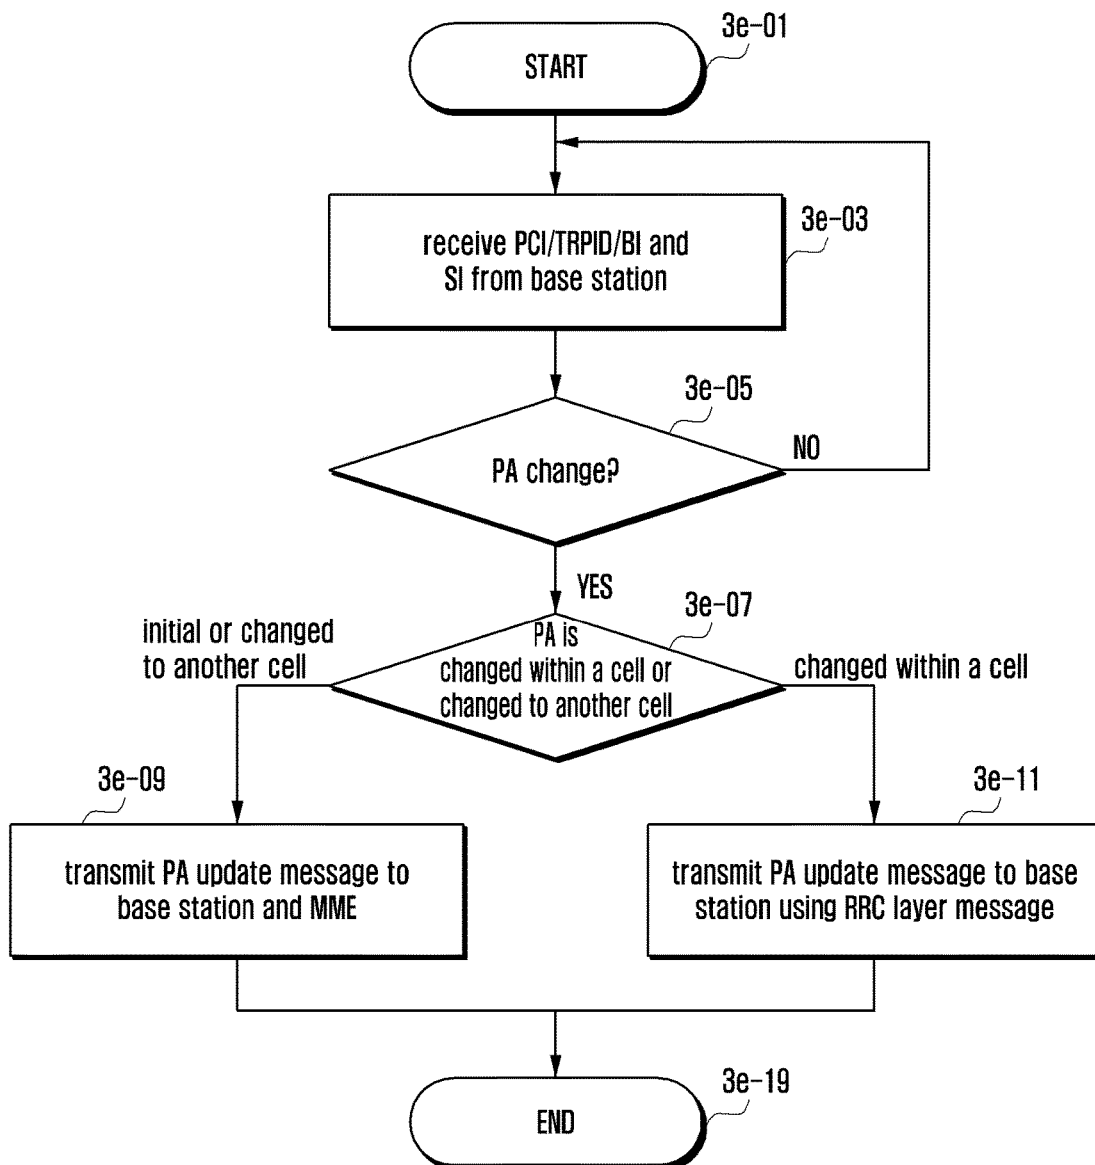 3e-01
START
3e-03
receive PCI/TRPID/BI and
SI from base station
3e-05
PA change?
NO
YES
3e-07
initial or changed
to another cell
PA is
changed within a cell or
changed to another cell
changed within a cell
3e-09
transmit PA update message to
base station and MME
3e-11
transmit PA update message to base
station using RRC layer message
3e-19
END